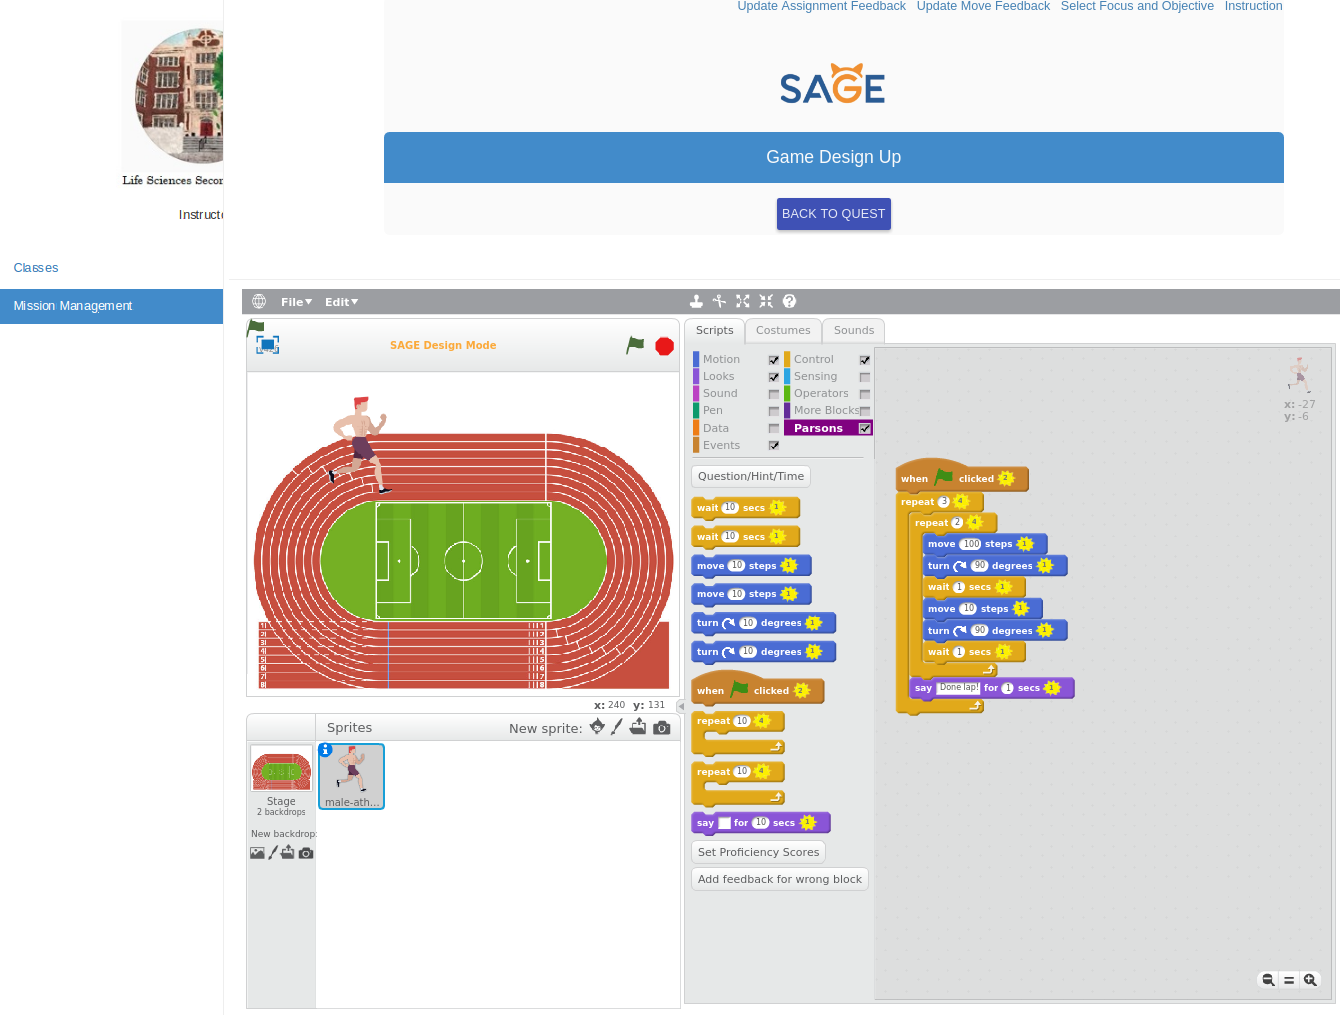 Update Assignment Feedback Update Move Feedback Select Focus and Objective Instruction
SAGE
Game Design Up
BACK TO QUEST
Life Sciences Secon
Instructo
Classes
Mission Management
File Edit
SAGE Design Mode
x: 240 y: 131
Sprites
New sprite:
Stage
2 backdrops
New backdrop:
male-ath...
Scripts Costumes Sounds
Motion Control
Looks Sensing
Sound Operators
Pen More Blocks
Data Parsons
Events
Question/Hint/Time
wait 10 secs 1
wait 10 secs 1
move 10 steps 1
move 10 steps 1
turn 10 degrees 1
turn 10 degrees 1
when clicked 2
repeat 10 4
repeat 10 4
say for 10 secs 1
Set Proficiency Scores
Add feedback for wrong block
x: -27
y: -6
when clicked 2
repeat 3 4
repeat 2 4
move 100 steps 1
turn 90 degrees 1
wait 1 secs 1
move 10 steps 1
turn 90 degrees 1
wait 1 secs 1
say Done lap! for 1 secs 1